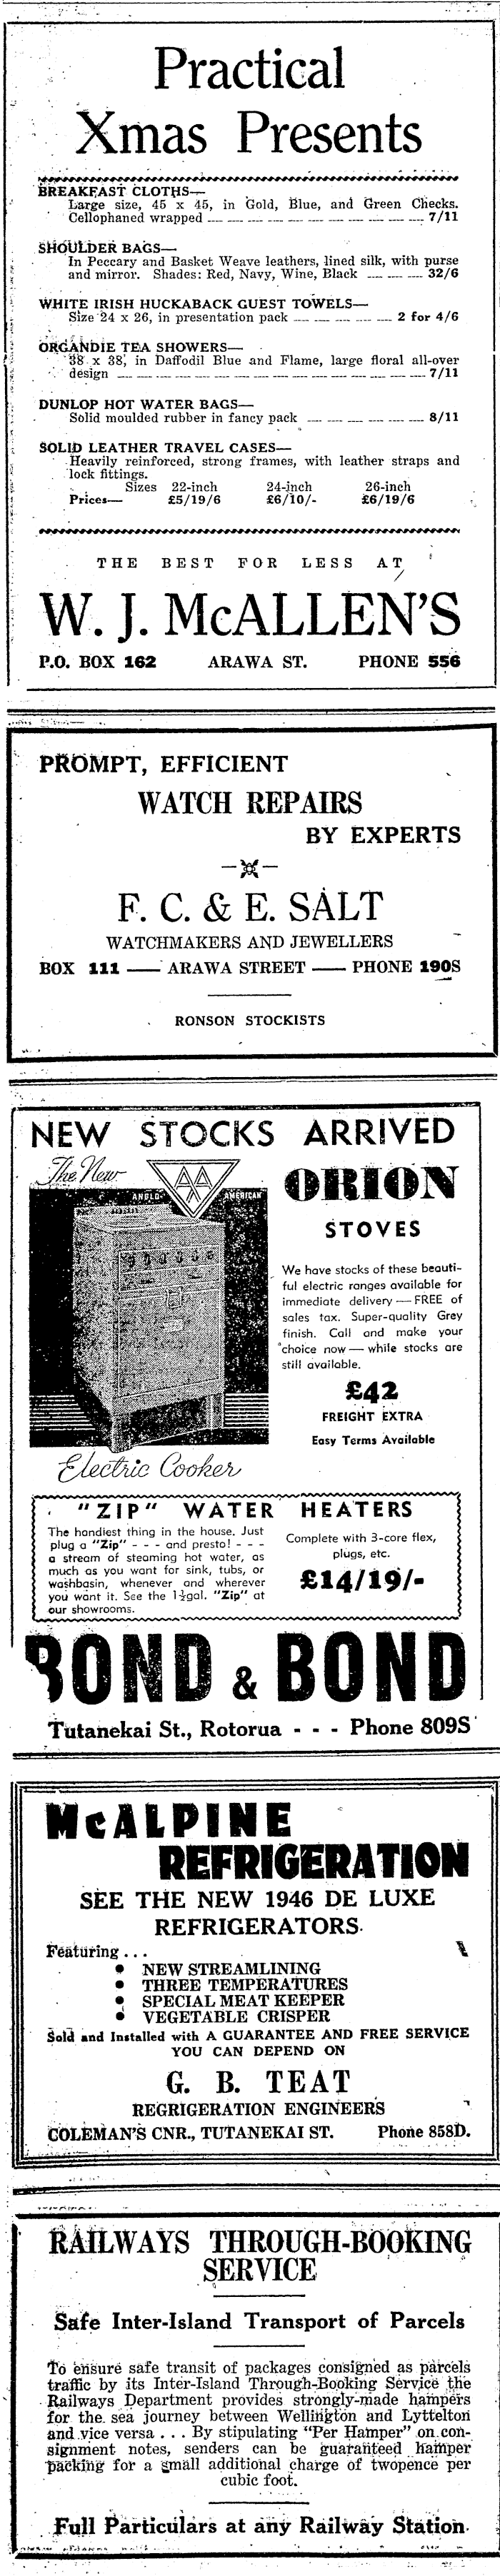 Practical
Xmas Presents
BREAKFAST CLOTHS—
Large size, 45 x 45, in Gold, Blue, and Green Checks.
Cellophaned wrapped — — — — — — — — — 7/11
SHOULDER BAGS—
In Peccary and Basket Weave leathers, lined silk, with purse
and mirror. Shades: Red, Navy, Wine, Black — — — 32/6
WHITE IRISH HUCKABACK GUEST TOWELS—
Size 24 x 26, in presentation pack — — — — — 2 for 4/6
ORGANDIE TEA SHOWERS—
38 x 38, in Daffodil Blue and Flame, large floral all-over
design — — — — — — — — — — — — — — 7/11
DUNLOP HOT WATER BAGS—
Solid moulded rubber in fancy pack — — — — — 8/11
SOLID LEATHER TRAVEL CASES—
Heavily reinforced, strong frames, with leather straps and
lock fittings.
Sizes 22-inch 24-inch 26-inch
Prices— £5/19/6 £6/10/- £6/19/6
THE BEST FOR LESS AT
W. J. McALLEN'S
P.O. BOX 162 ARAWA ST. PHONE 556
PROMPT, EFFICIENT
WATCH REPAIRS
BY EXPERTS
F. C. & E. SALT
WATCHMAKERS AND JEWELLERS
BOX 111 — ARAWA STREET — PHONE 190S
RONSON STOCKISTS
NEW STOCKS ARRIVED
The New
AA
ANGLO AMERICAN
ORION
STOVES
We have stocks of these beauti-
ful electric ranges available for
immediate delivery — FREE of
sales tax. Super-quality Grey
finish. Call and make your
choice now — while stocks are
still available.
£42
FREIGHT EXTRA
Easy Terms Available
Electric Cooker
"ZIP" WATER HEATERS
The handiest thing in the house. Just
plug a "Zip" - - - and presto! - - -
a stream of steaming hot water, as
much as you want for sink, tubs, or
washbasin, whenever and wherever
you want it. See the 1½gal. "Zip" at
our showrooms.
Complete with 3-core flex,
plugs, etc.
£14/19/-
BOND & BOND
Tutanekai St., Rotorua - - - Phone 809S
McALPINE
REFRIGERATION
SEE THE NEW 1946 DE LUXE
REFRIGERATORS
Featuring . . .
• NEW STREAMLINING
• THREE TEMPERATURES
• SPECIAL MEAT KEEPER
• VEGETABLE CRISPER
Sold and Installed with A GUARANTEE AND FREE SERVICE
YOU CAN DEPEND ON
G. B. TEAT
REGRIGERATION ENGINEERS
COLEMAN'S CNR., TUTANEKAI ST. Phone 858D.
RAILWAYS THROUGH-BOOKING
SERVICE
Safe Inter-Island Transport of Parcels
To ensure safe transit of packages consigned as parcels
traffic by its Inter-Island Through-Booking Service the
Railways Department provides strongly-made hampers
for the sea journey between Wellington and Lyttelton
and vice versa . . . By stipulating "Per Hamper" on con-
signment notes, senders can be guaranteed hamper
packing for a small additional charge of twopence per
cubic foot.
Full Particulars at any Railway Station